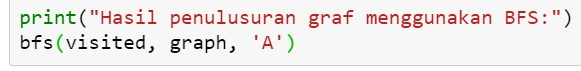 print("Hasil penulusuran graf menggunakan BFS:")
bfs(visited, graph, 'A')